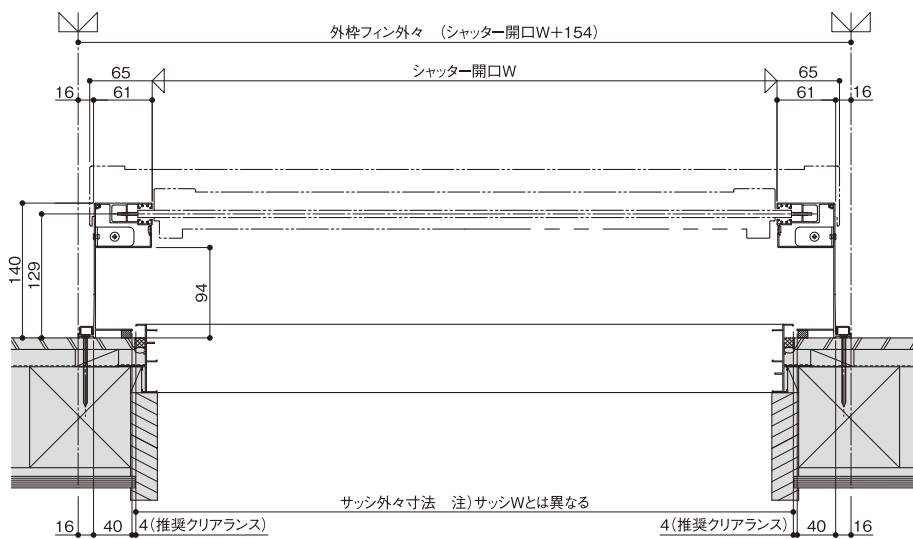 外枠フィン外々 (シャッター開口W+154)
65 シャッター開口W 65
16 61 61 16
140
129
94
サッシ外々寸法 注)サッシWとは異なる
16 40 4(推奨クリアランス) 4(推奨クリアランス) 40 16